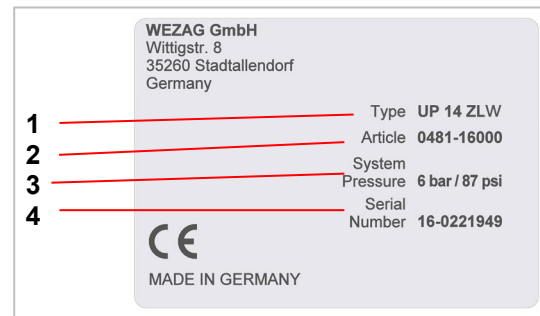 WEZAG GmbH
Wittigstr. 8
35260 Stadtallendorf
Germany
1 Type UP 14 ZLW
2 Article 0481-16000
System
3 Pressure 6 bar / 87 psi
4 Serial
Number 16-0221949
CE
MADE IN GERMANY